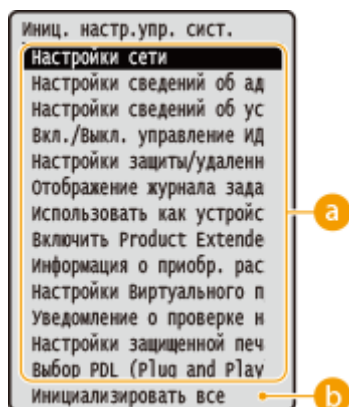 Иниц. настр.упр. сист.
Настройки сети
Настройки сведений об ад
Настройки сведений об ус
Вкл./Выкл. управление ИД
Настройки защиты/удаленн
Отображение журнала зада
Использовать как устройс
Включить Product Extende
Информация о приобр. рас
Настройки Виртуального п
Уведомление о проверке н
Настройки защищенной печ
Выбор PDL (Plug and Play
Инициализировать все
a
b